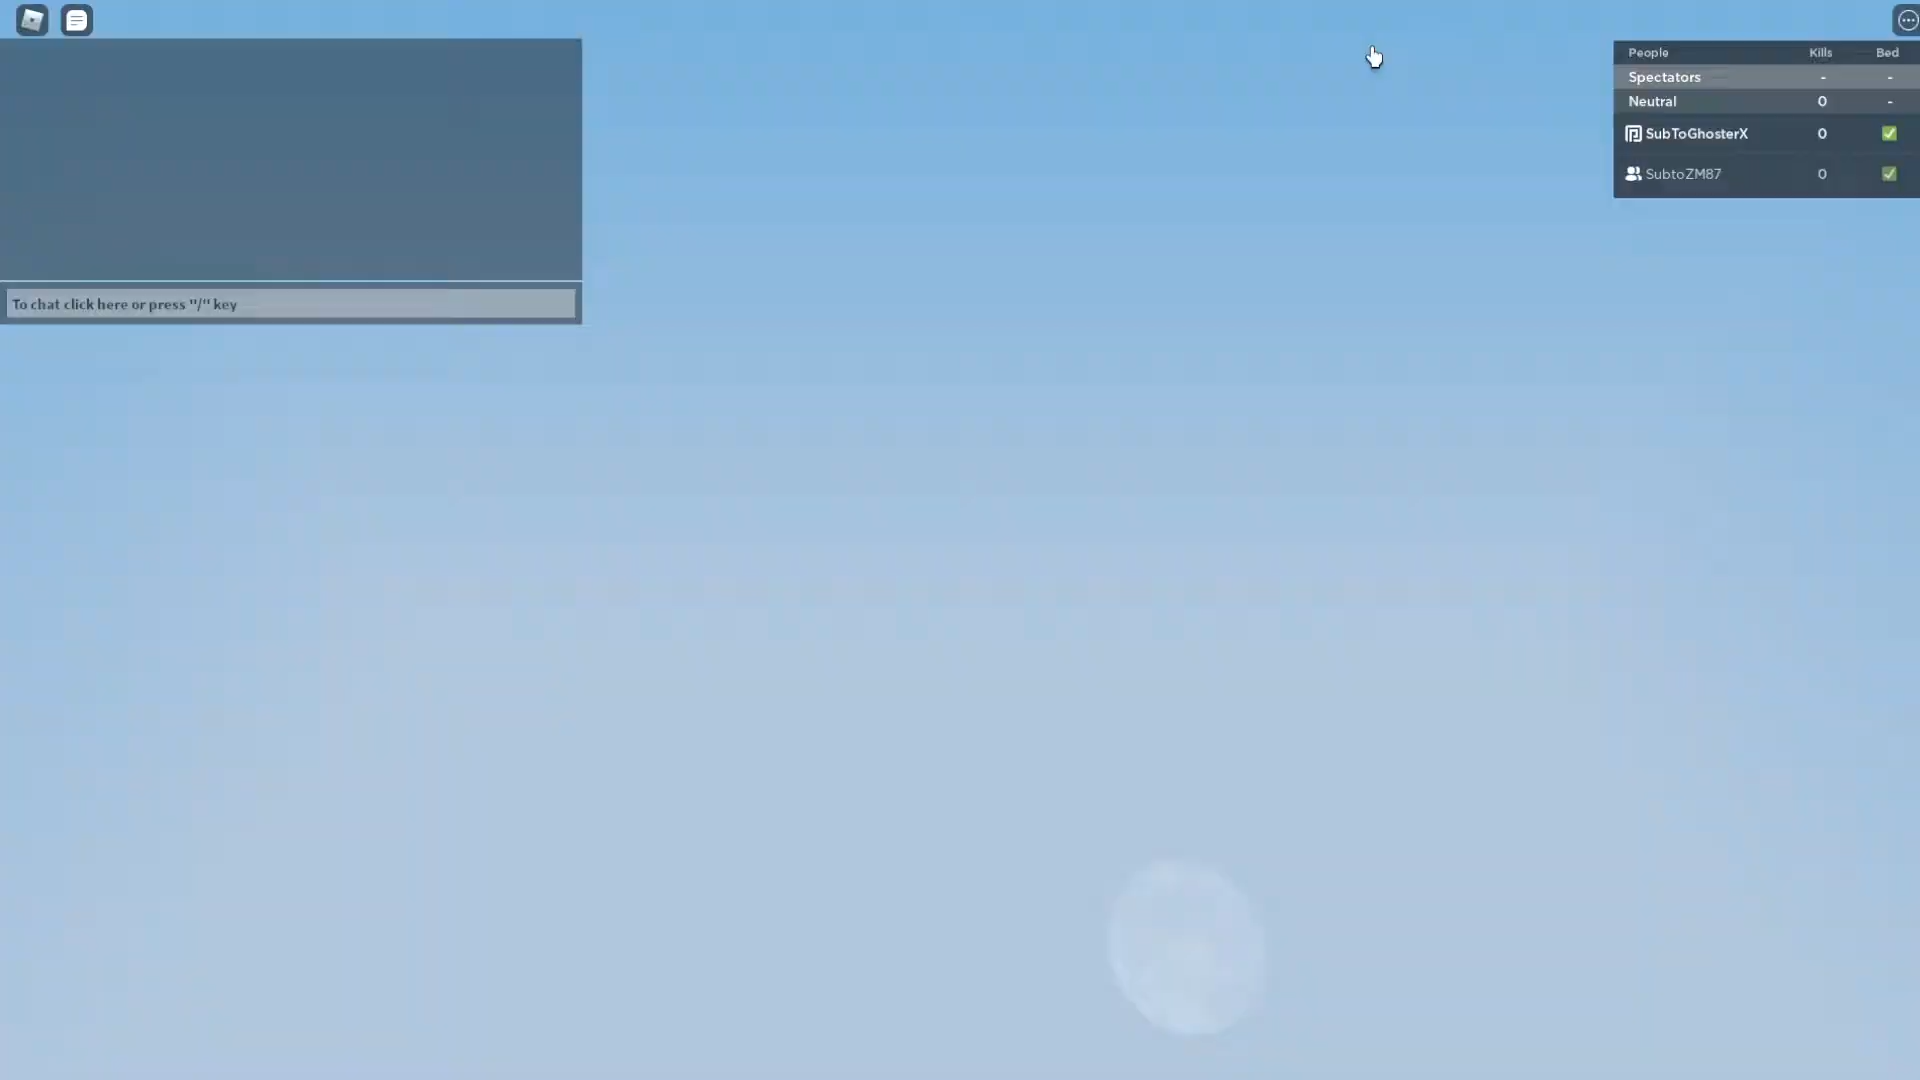 People Kills Bed
Spectators - -
Neutral 0 -
SubToGhosterX 0
SubtoZM87 0
To chat click here or press "/" key